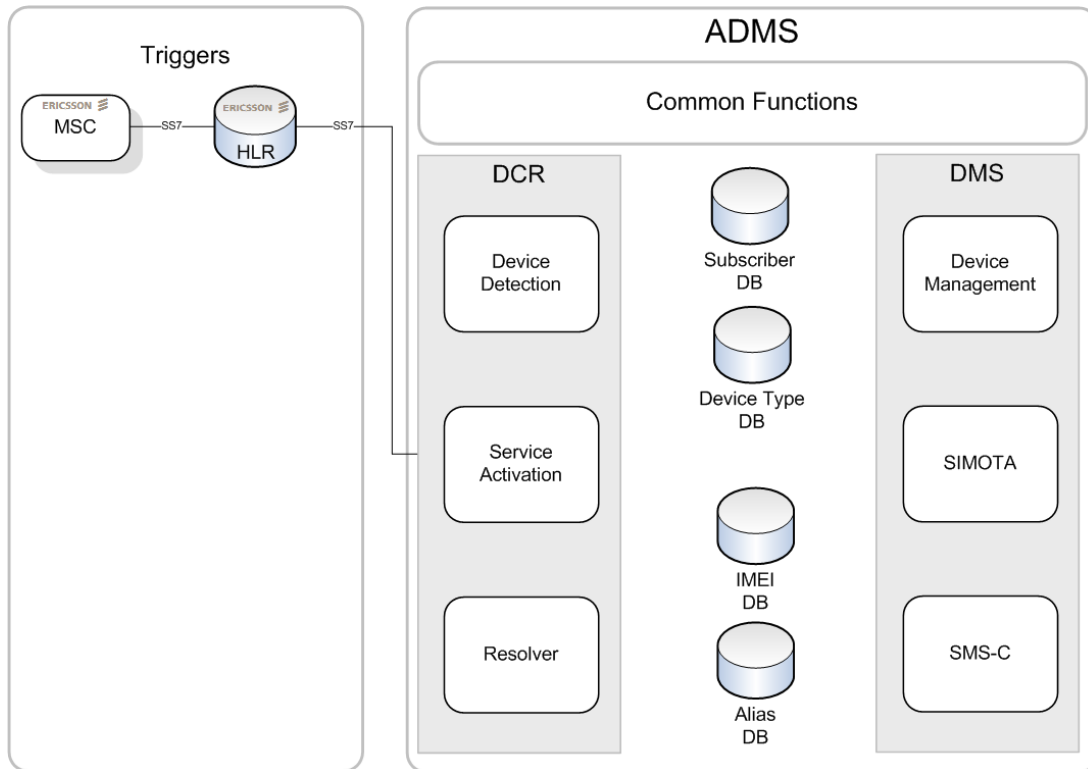 Triggers
ERICSSON
MSC
SS7
ERICSSON
HLR
SS7
ADMS
Common Functions
DCR
Device
Detection
Service
Activation
Resolver
Subscriber
DB
Device Type
DB
IMEI
DB
Alias
DB
DMS
Device
Management
SIMOTA
SMS-C